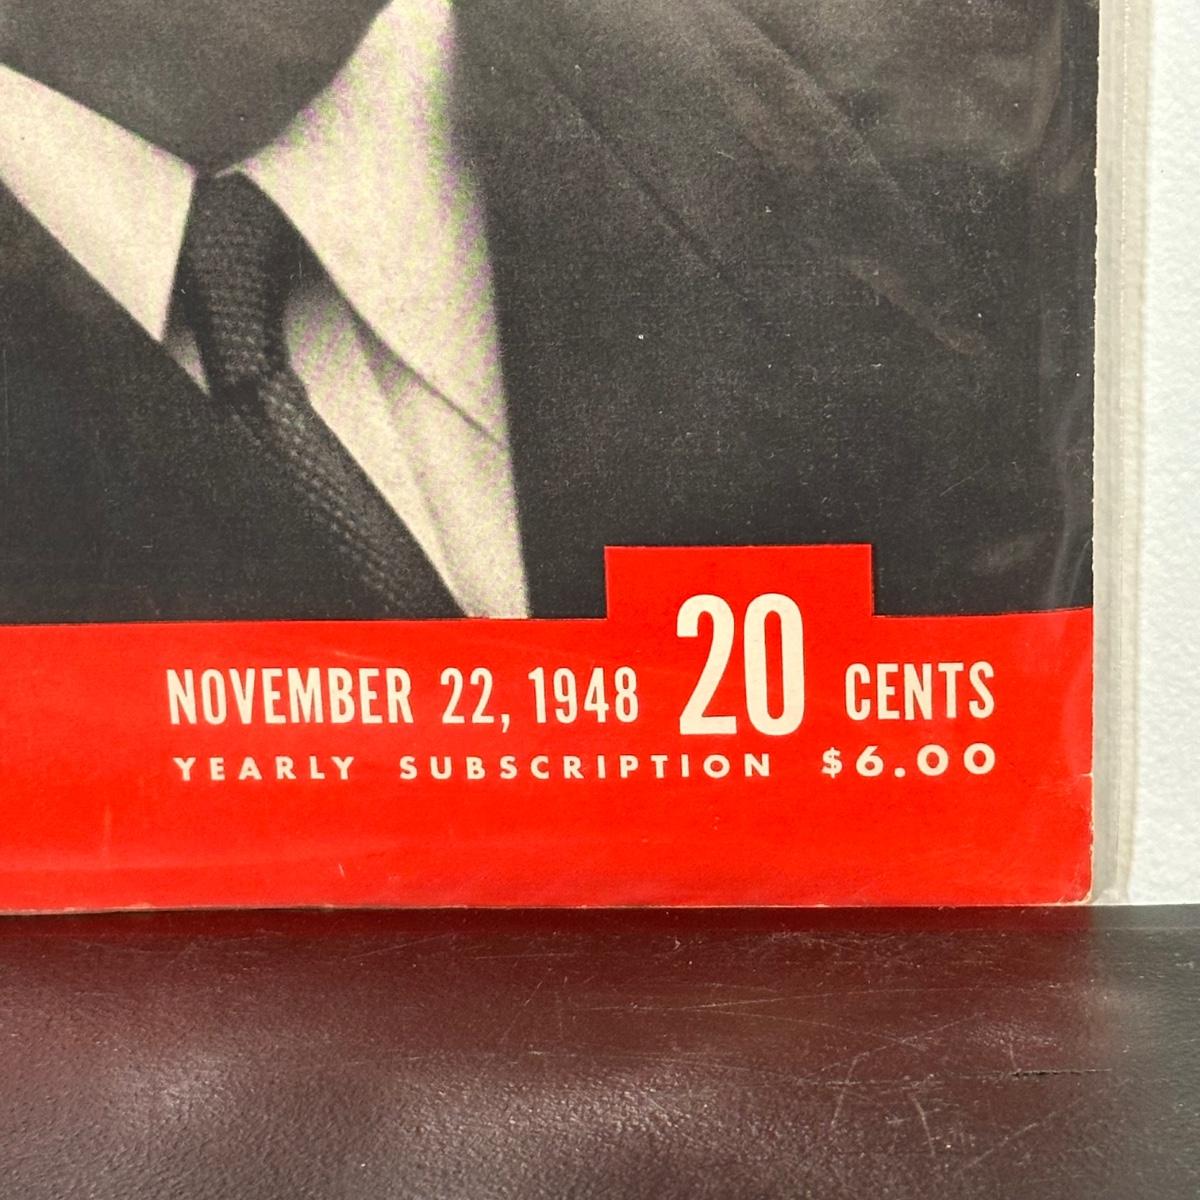 NOVEMBER 22, 1948 20 CENTS
YEARLY SUBSCRIPTION $6.00